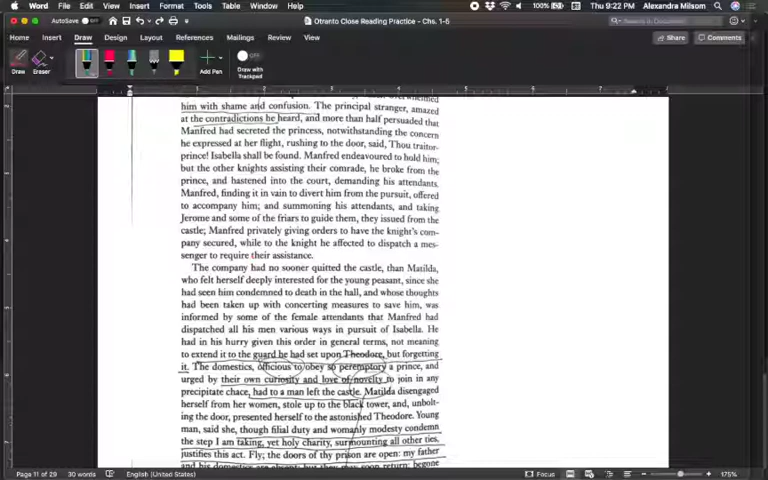 Word File Edit View Insert Format Tools Table Window Help
100% Thu 9:22 PM Alexandra Milsom
AutoSave OFF
Otranto Close Reading Practice - Chs. 1-5
Search in Document
Home Insert Draw Design Layout References Mailings Review View
Share Comments
Draw Eraser Add Pen Draw with Trackpad
OFF
him with shame and confusion. The principal stranger, amazed
at the contradictions he heard, and more than half persuaded that
Manfred had secreted the princess, notwithstanding the concern
he expressed at her flight, rushing to the door, said, Thou traitor-
prince! Isabella shall be found. Manfred endeavoured to hold him;
but the other knights assisting their comrade, he broke from the
prince, and hastened into the court, demanding his attendants.
Manfred, finding it in vain to divert him from the pursuit, offered
to accompany him; and summoning his attendants, and taking
Jerome and some of the friars to guide them, they issued from the
castle; Manfred privately giving orders to have the knight's com-
pany secured, while to the knight he affected to dispatch a mes-
senger to require their assistance.
The company had no sooner quitted the castle, than Matilda,
who felt herself deeply interested for the young peasant, since she
had seen him condemned to death in the hall, and whose thoughts
had been taken up with concerting measures to save him, was
informed by some of the female attendants that Manfred had
dispatched all his men various ways in pursuit of Isabella. He
had in his hurry given this order in general terms, not meaning
to extend it to the guard he had set upon Theodore, but forgetting
it. The domestics, officious to obey so peremptory a prince, and
urged by their own curiosity and love of novelty to join in any
precipitate chace, had to a man left the castle. Matilda disengaged
herself from her women, stole up to the black tower, and, unbolt-
ing the door, presented herself to the astonished Theodore. Young
man, said she, though filial duty and womanly modesty condemn
the step I am taking, yet holy charity, surmounting all other ties,
justifies this act. Fly; the doors of thy prison are open: my father
and his domestics are absent; but they may soon return: begone
Page 11 of 29 30 words English (United States) Focus 175%